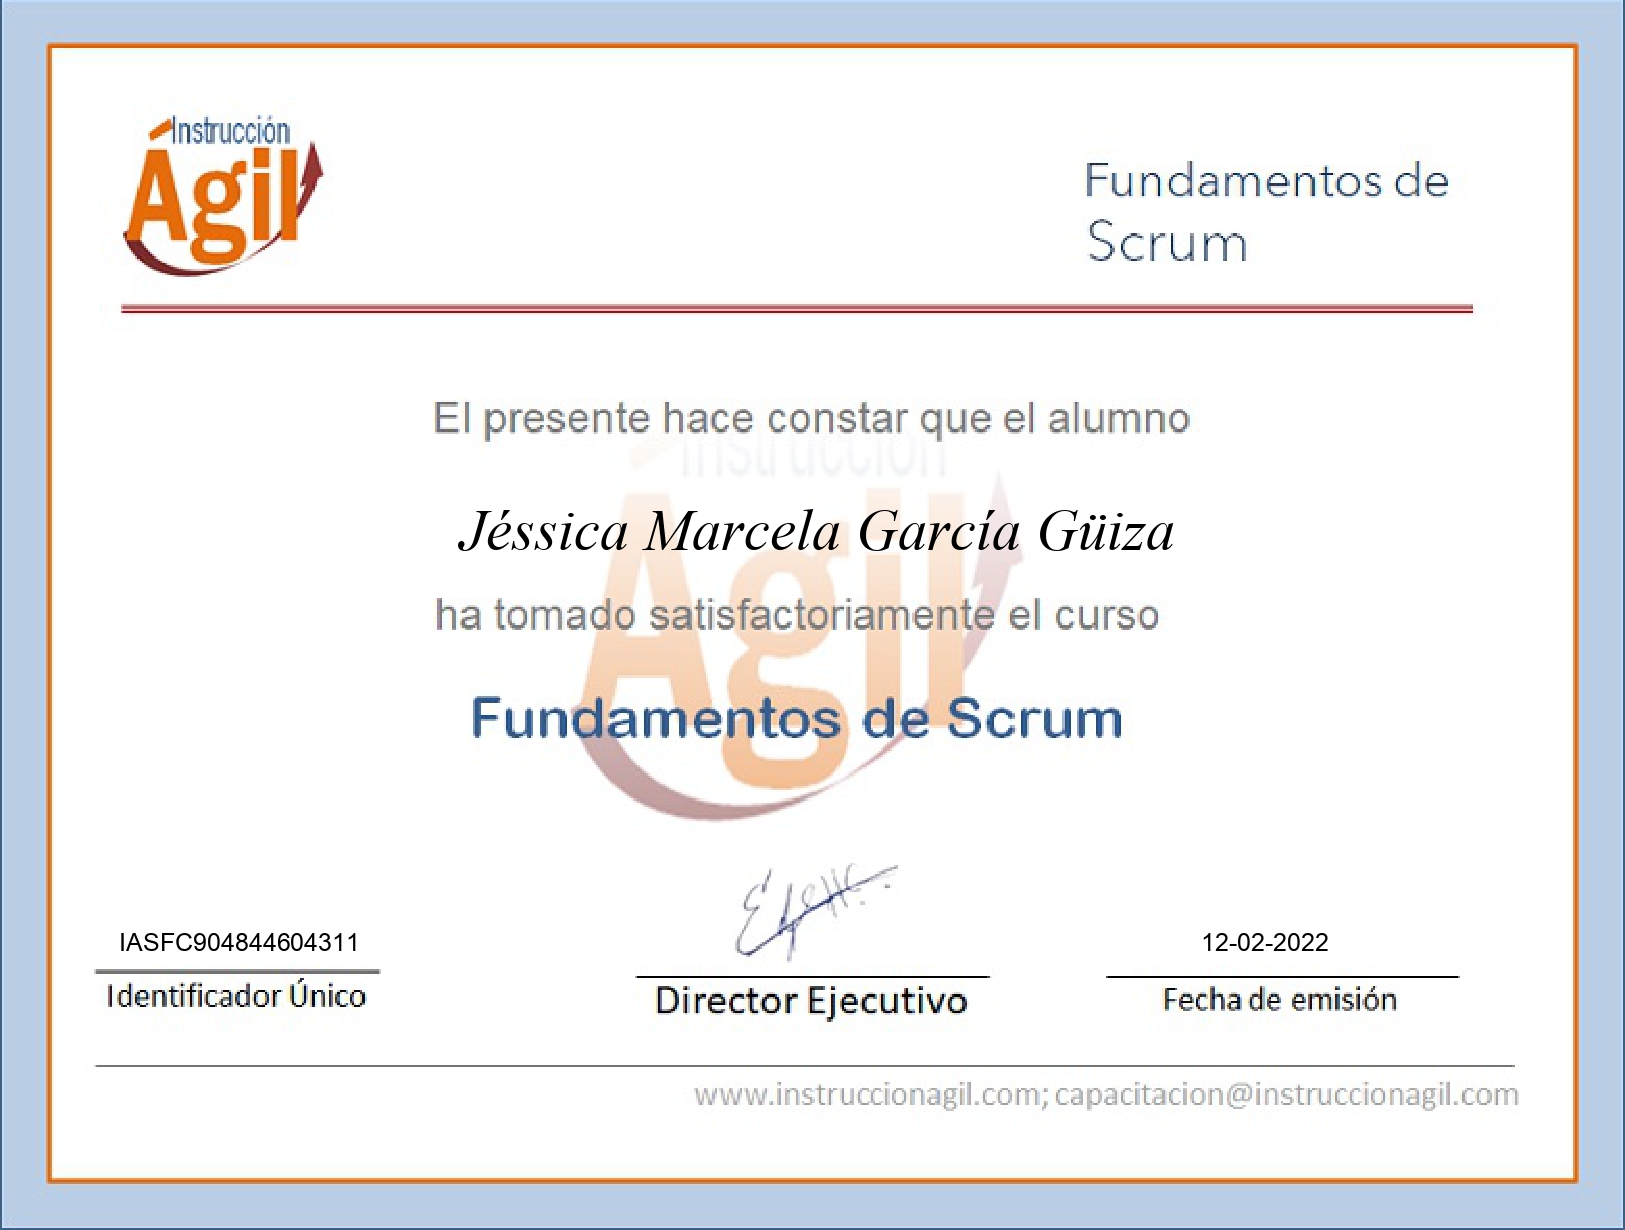 Instrucción
Ágil
Fundamentos de
Scrum
El presente hace constar que el alumno
Instrucción
Ágil
Jéssica Marcela García Güiza
ha tomado satisfactoriamente el curso
Fundamentos de Scrum
IASFC904844604311
12-02-2022
Identificador Único
Director Ejecutivo
Fecha de emisión
www.instruccionagil.com; capacitacion@instruccionagil.com